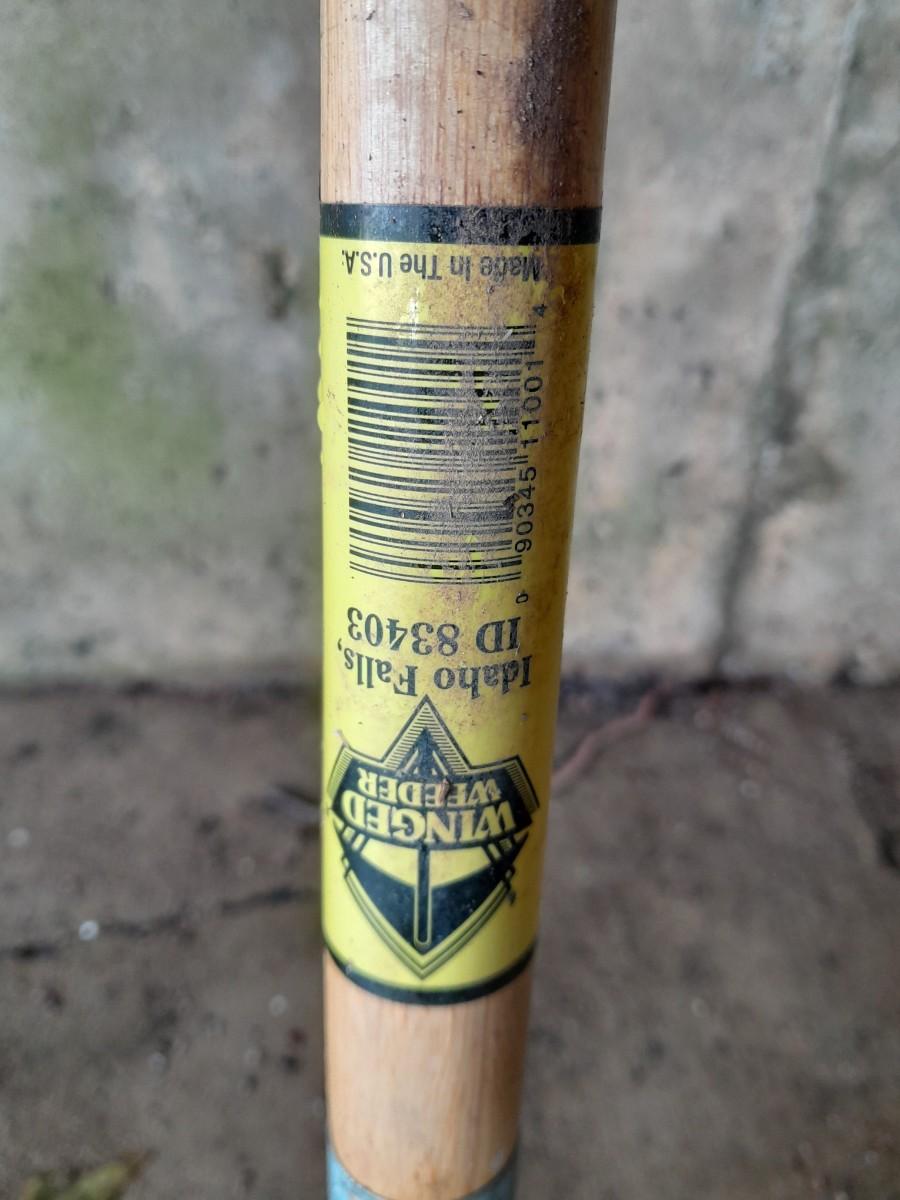 WINGED
WEEDER
Idaho Falls,
ID 83403
0 90345 11001 4
Made In The U.S.A.